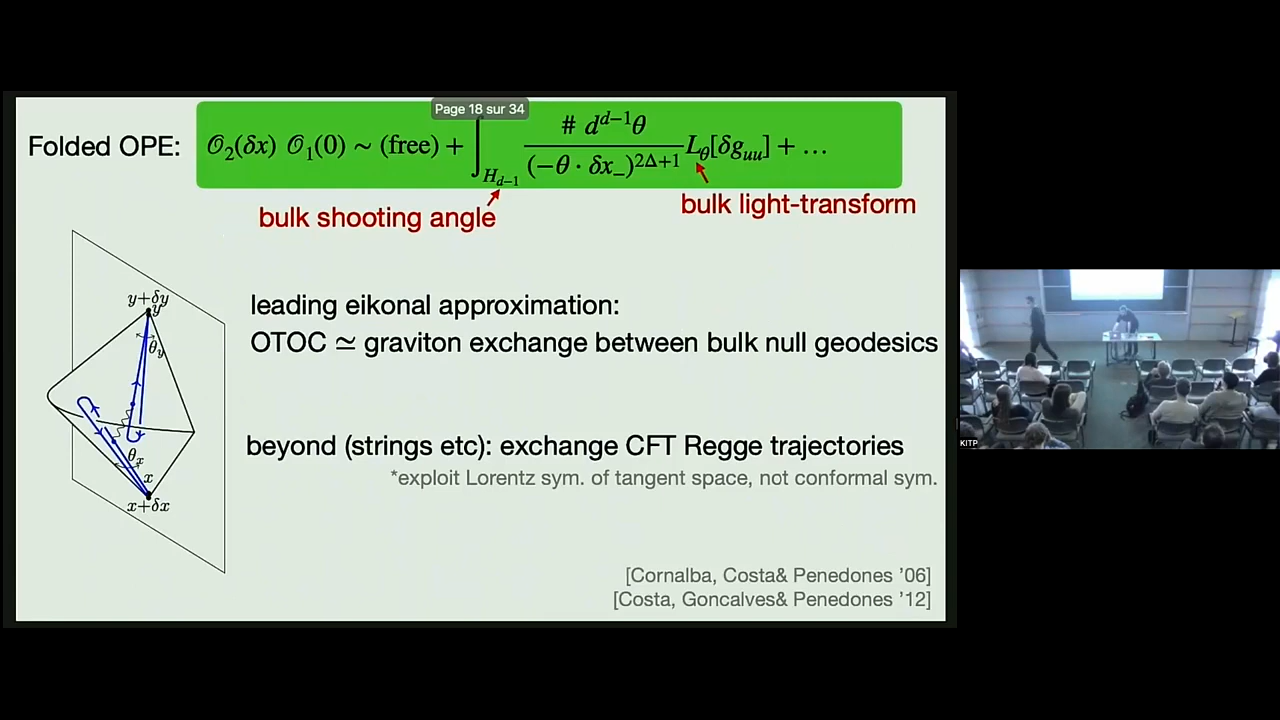 Page 18 sur 34
Folded OPE: 𝒪₂(δx) 𝒪₁(0) ∼ (free) + ∫_{H_{d−1}} # d^{d−1}θ / (−θ · δx₋)^{2Δ+1} L_θ[δg_{uu}] + …
bulk shooting angle
bulk light-transform
y+δy
y
θ_y
θ_x
x
x+δx
leading eikonal approximation:
OTOC ≃ graviton exchange between bulk null geodesics
beyond (strings etc): exchange CFT Regge trajectories
*exploit Lorentz sym. of tangent space, not conformal sym.
[Cornalba, Costa& Penedones ’06]
[Costa, Goncalves& Penedones ’12]
KITP